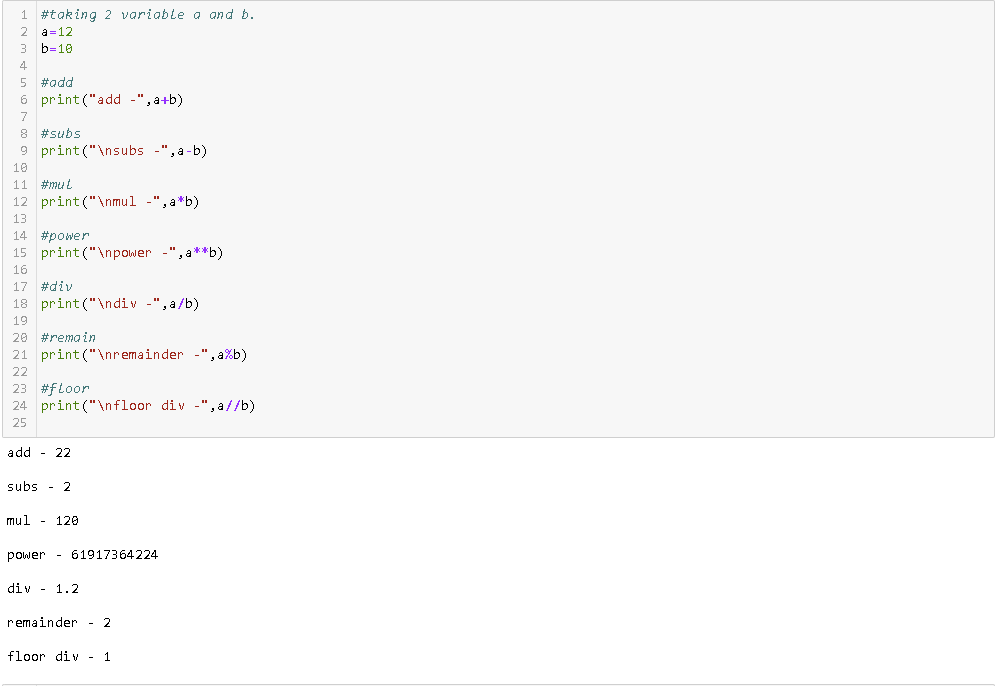 1 #taking 2 variable a and b.
2 a=12
3 b=10
4
5 #add
6 print("add -",a+b)
7
8 #subs
9 print("\nsubs -",a-b)
10
11 #mul
12 print("\nmul -",a*b)
13
14 #power
15 print("\npower -",a**b)
16
17 #div
18 print("\ndiv -",a/b)
19
20 #remain
21 print("\nremainder -",a%b)
22
23 #floor
24 print("\nfloor div -",a//b)
25
add - 22
subs - 2
mul - 120
power - 61917364224
div - 1.2
remainder - 2
floor div - 1